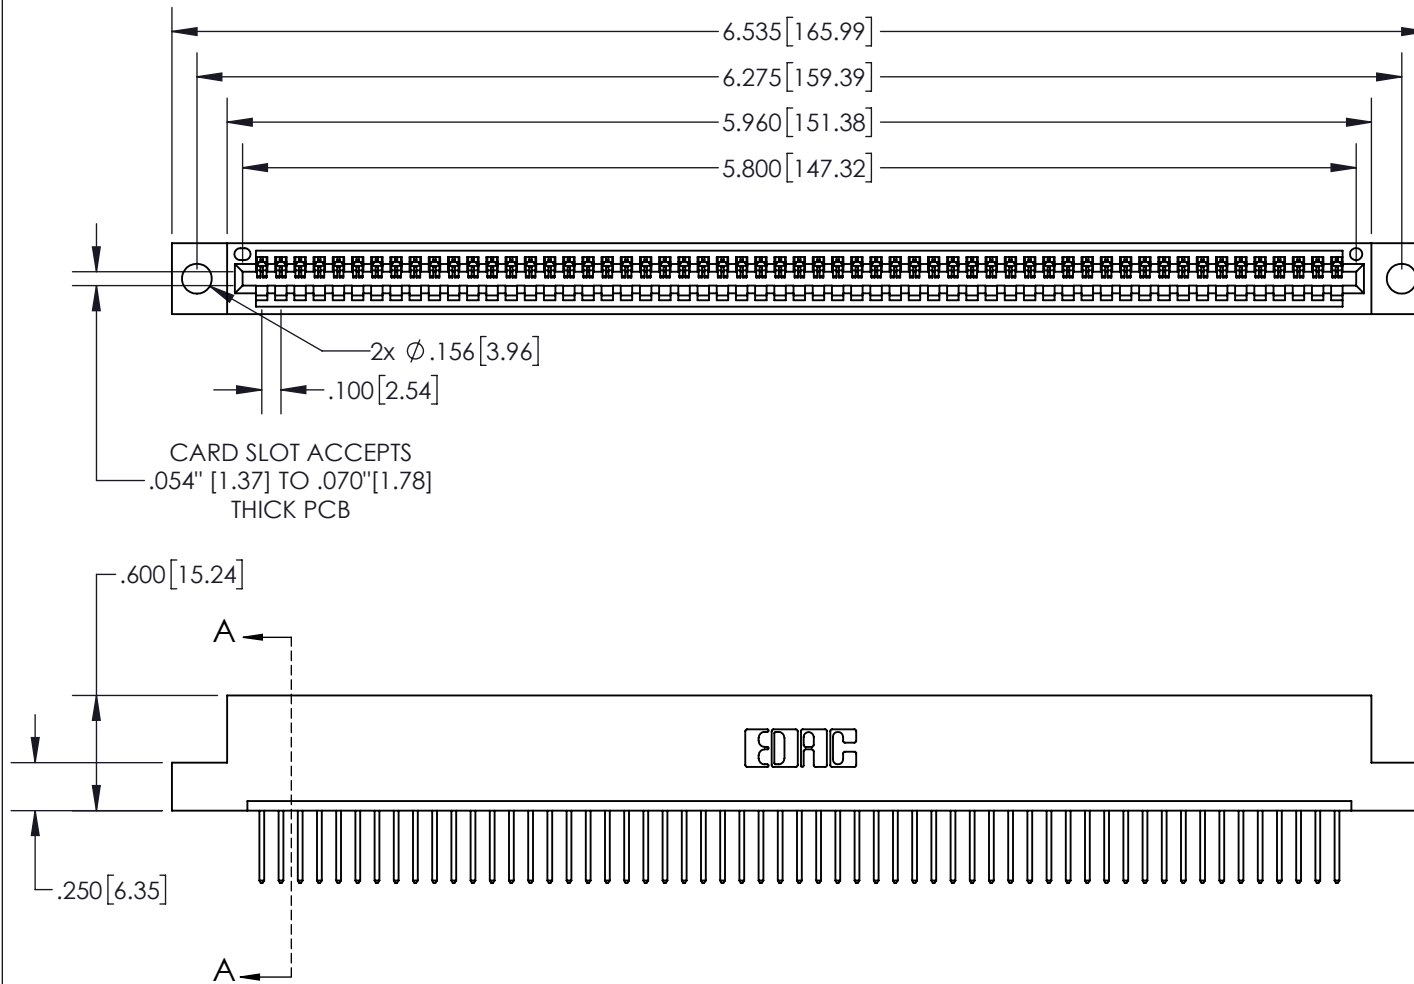 6.535[165.99]
6.275[159.39]
5.960[151.38]
5.800[147.32]
2x Ø.156[3.96]
.100[2.54]
CARD SLOT ACCEPTS
.054" [1.37] TO .070"[1.78]
THICK PCB
.600[15.24]
A
EDAC
.250[6.35]
A